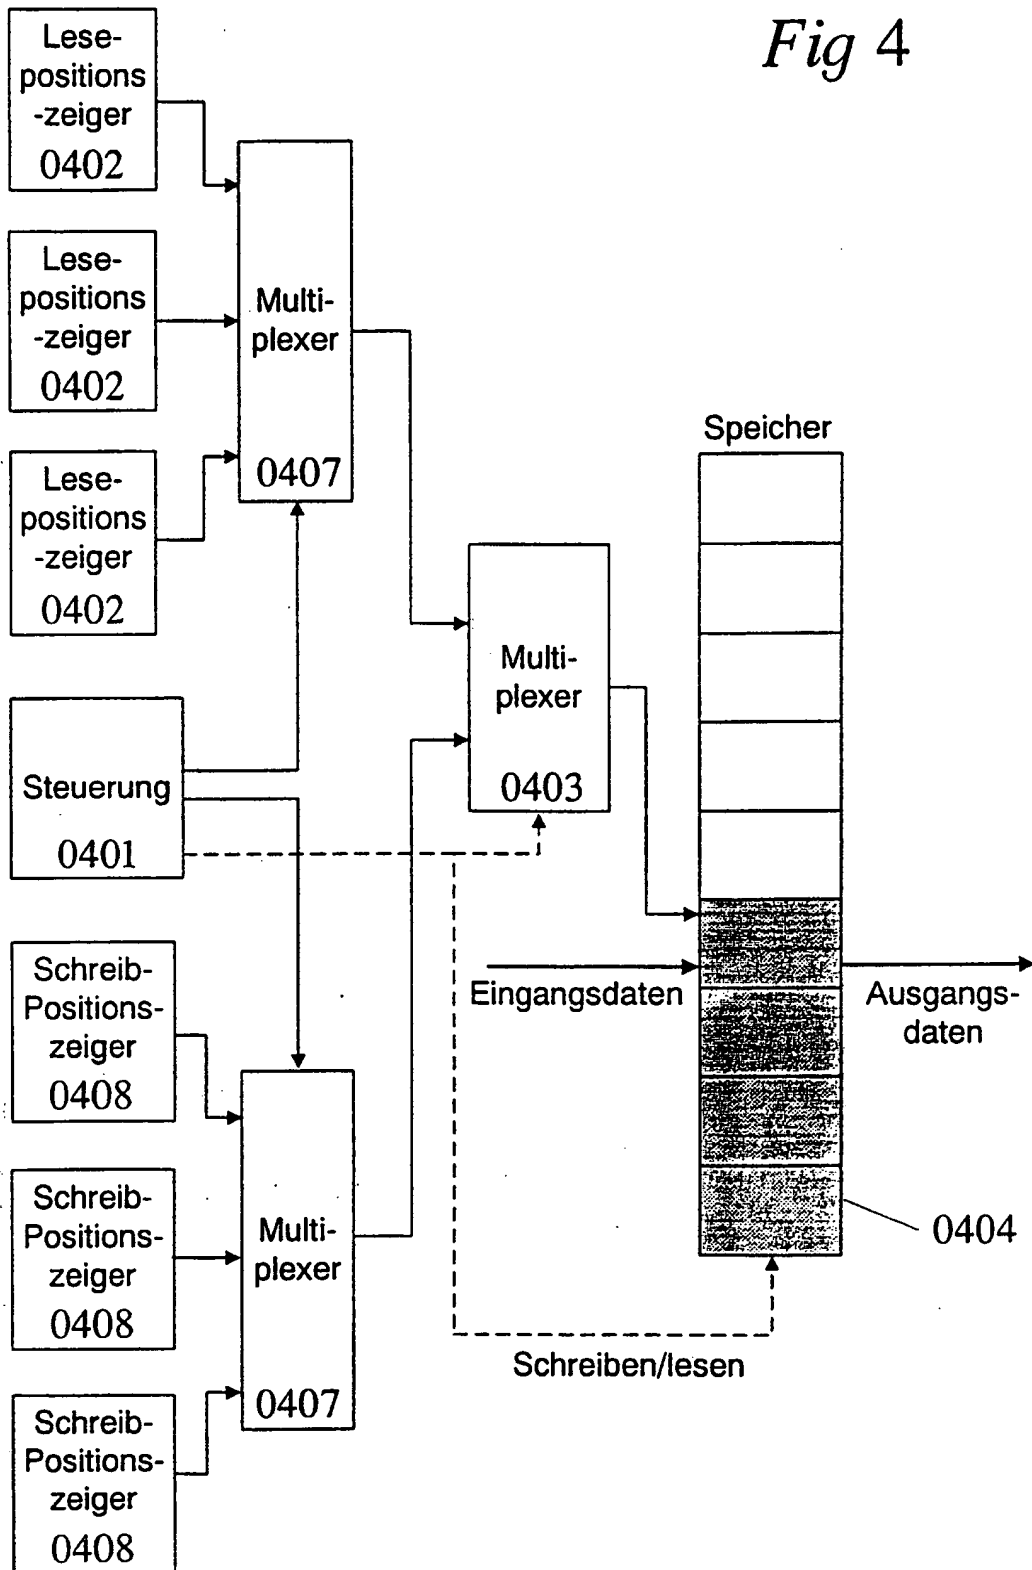 Fig 4
Lese-
positions
-zeiger
0402
Lese-
positions
-zeiger
0402
Lese-
positions
-zeiger
0402
Multi-
plexer
0407
Speicher
Multi-
plexer
0403
Steuerung
0401
Eingangsdaten
Ausgangs-
daten
Schreib-
Positions-
zeiger
0408
Schreib-
Positions-
zeiger
0408
Schreib-
Positions-
zeiger
0408
Multi-
plexer
0407
0404
Schreiben/lesen